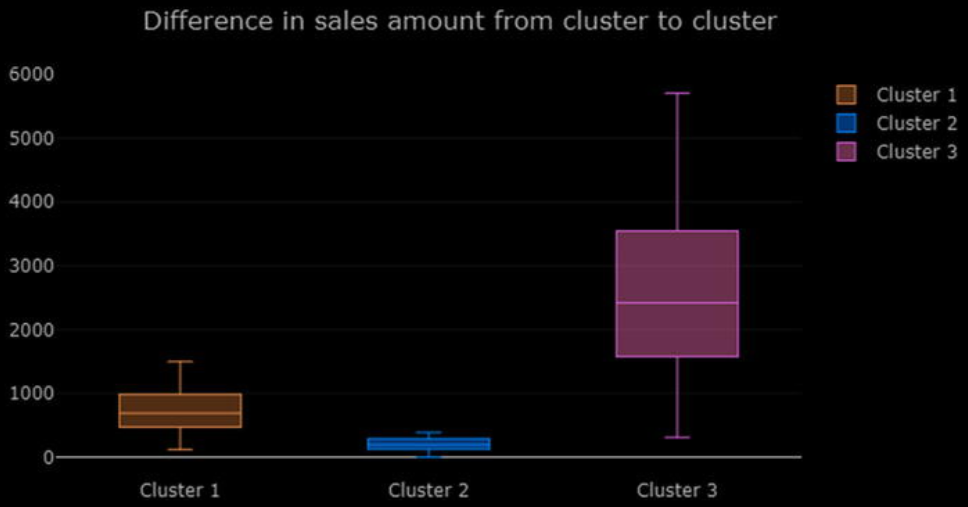 Difference in sales amount from cluster to cluster
6000
5000
4000
3000
2000
1000
0
Cluster 1
Cluster 2
Cluster 3
Cluster 1
Cluster 2
Cluster 3